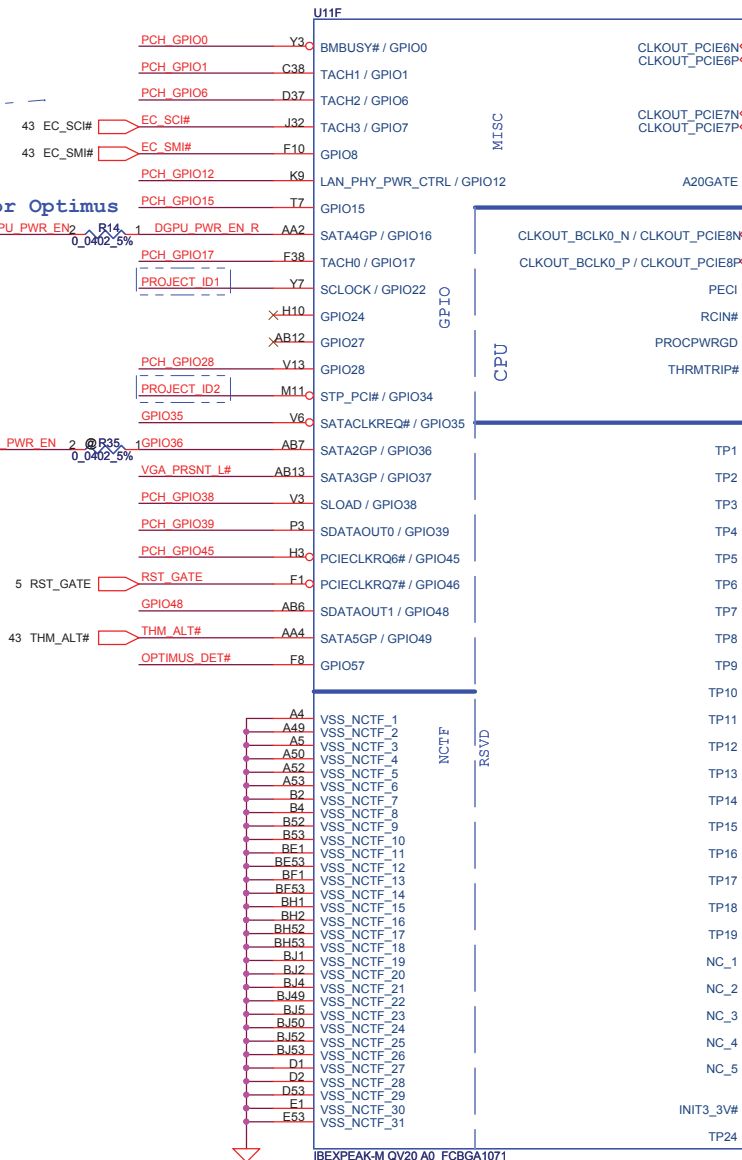 U11F
PCH_GPIO0 Y3 BMBUSY# / GPIO0 CLKOUT_PCIE6N
CLKOUT_PCIE6P
PCH_GPIO1 C38 TACH1 / GPIO1
PCH_GPIO6 D37 TACH2 / GPIO6
CLKOUT_PCIE7N
43 EC_SCI# EC_SCI# J32 TACH3 / GPIO7 CLKOUT_PCIE7P
MISC
43 EC_SMI# EC_SMI# F10 GPIO8
PCH_GPIO12 K9 LAN_PHY_PWR_CTRL / GPIO12 A20GATE
or Optimus
PCH_GPIO15 T7 GPIO15
PU_PWR_EN 2 R14 1 DGPU_PWR_EN_R AA2 SATA4GP / GPIO16 CLKOUT_BCLK0_N / CLKOUT_PCIE8N
0_0402_5%
PCH_GPIO17 F38 TACH0 / GPIO17 CLKOUT_BCLK0_P / CLKOUT_PCIE8P
PROJECT_ID1 Y7 SCLOCK / GPIO22 PECI
GPIO
H10 GPIO24 RCIN#
AB12 GPIO27 PROCPWRGD
CPU
PCH_GPIO28 V13 GPIO28 THRMTRIP#
PROJECT_ID2 M11 STP_PCI# / GPIO34
GPIO35 V6 SATACLKREQ# / GPIO35
_PWR_EN 2 @ R35 1 GPIO36 AB7 SATA2GP / GPIO36 TP1
0_0402_5%
VGA_PRSNT_L# AB13 SATA3GP / GPIO37 TP2
PCH_GPIO38 V3 SLOAD / GPIO38 TP3
PCH_GPIO39 P3 SDATAOUT0 / GPIO39 TP4
PCH_GPIO45 H3 PCIECLKRQ6# / GPIO45 TP5
5 RST_GATE RST_GATE F1 PCIECLKRQ7# / GPIO46 TP6
GPIO48 AB6 SDATAOUT1 / GPIO48 TP7
43 THM_ALT# THM_ALT# AA4 SATA5GP / GPIO49 TP8
OPTIMUS_DET# F8 GPIO57 TP9
TP10
A4 VSS_NCTF_1 TP11
A49 VSS_NCTF_2
NCTF
RSVD
A5 VSS_NCTF_3 TP12
A50 VSS_NCTF_4
A52 VSS_NCTF_5 TP13
A53 VSS_NCTF_6
B2 VSS_NCTF_7 TP14
B4 VSS_NCTF_8
B52 VSS_NCTF_9 TP15
B53 VSS_NCTF_10
BE1 VSS_NCTF_11 TP16
BE53 VSS_NCTF_12
BF1 VSS_NCTF_13 TP17
BF53 VSS_NCTF_14
BH1 VSS_NCTF_15 TP18
BH2 VSS_NCTF_16
BH52 VSS_NCTF_17 TP19
BH53 VSS_NCTF_18
BJ1 VSS_NCTF_19 NC_1
BJ2 VSS_NCTF_20
BJ4 VSS_NCTF_21 NC_2
BJ49 VSS_NCTF_22
BJ5 VSS_NCTF_23 NC_3
BJ50 VSS_NCTF_24
BJ52 VSS_NCTF_25 NC_4
BJ53 VSS_NCTF_26
D1 VSS_NCTF_27 NC_5
D2 VSS_NCTF_28
D53 VSS_NCTF_29
E1 VSS_NCTF_30 INIT3_3V#
E53 VSS_NCTF_31
TP24
IBEXPEAK-M QV20 A0 FCBGA1071